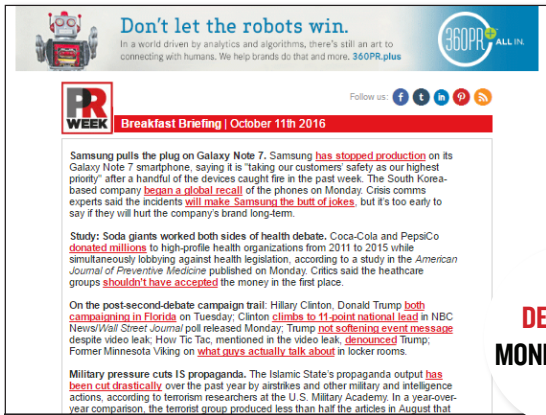 Don't let the robots win.
In a world driven by analytics and algorithms, there's still an art to
connecting with humans. We help brands do that and more. 360PR.plus
360PR+ ALL IN.
Follow us:
PR
WEEK
Breakfast Briefing | October 11th 2016
Samsung pulls the plug on Galaxy Note 7. Samsung has stopped production on its
Galaxy Note 7 smartphone, saying it is "taking our customers' safety as our highest
priority" after a handful of the devices caught fire in the past week. The South Korea-
based company began a global recall of the phones on Monday. Crisis comms
experts said the incidents will make Samsung the butt of jokes, but it's too early to
say if they will hurt the company's brand long-term.
Study: Soda giants worked both sides of health debate. Coca-Cola and PepsiCo
donated millions to high-profile health organizations from 2011 to 2015 while
simultaneously lobbying against health legislation, according to a study in the American
Journal of Preventive Medicine published on Monday. Critics said the heathcare
groups shouldn't have accepted the money in the first place.
On the post-second-debate campaign trail: Hillary Clinton, Donald Trump both
campaigning in Florida on Tuesday; Clinton climbs to 11-point national lead in NBC
News/Wall Street Journal poll released Monday; Trump not softening event message
despite video leak; How Tic Tac, mentioned in the video leak, denounced Trump;
Former Minnesota Viking on what guys actually talk about in locker rooms.
Military pressure cuts IS propaganda. The Islamic State's propaganda output has
been cut drastically over the past year by airstrikes and other military and intelligence
actions, according to terrorism researchers at the U.S. Military Academy. In a year-over-
year comparison, the terrorist group produced less than half the articles in August that
DE
MONI